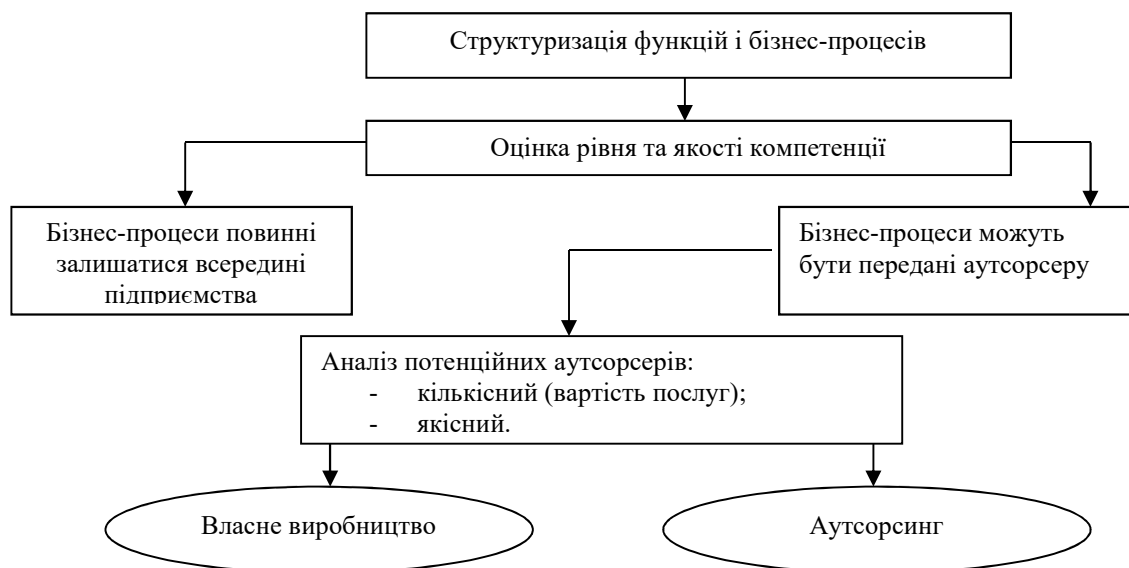 Структуризація функцій і бізнес-процесів
Оцінка рівня та якості компетенції
Бізнес-процеси повинні
залишатися всередині
підприємства
Бізнес-процеси можуть
бути передані аутсорсеру
Аналіз потенційних аутсорсерів:
- кількісний (вартість послуг);
- якісний.
Власне виробництво
Аутсорсинг